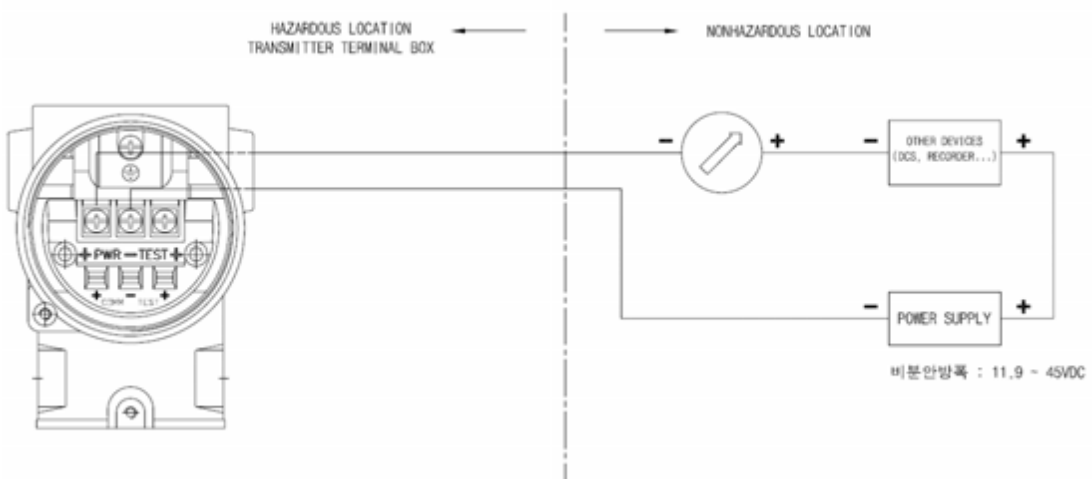 HAZARDOUS LOCATION
TRANSMITTER TERMINAL BOX
NONHAZARDOUS LOCATION
- +
- OTHER DEVICES +
(DCS, RECORDER...)
+ PWR - TEST +
+ - +
COMM TEST
- POWER SUPPLY +
비분안방폭 : 11.9 ~ 45VDC